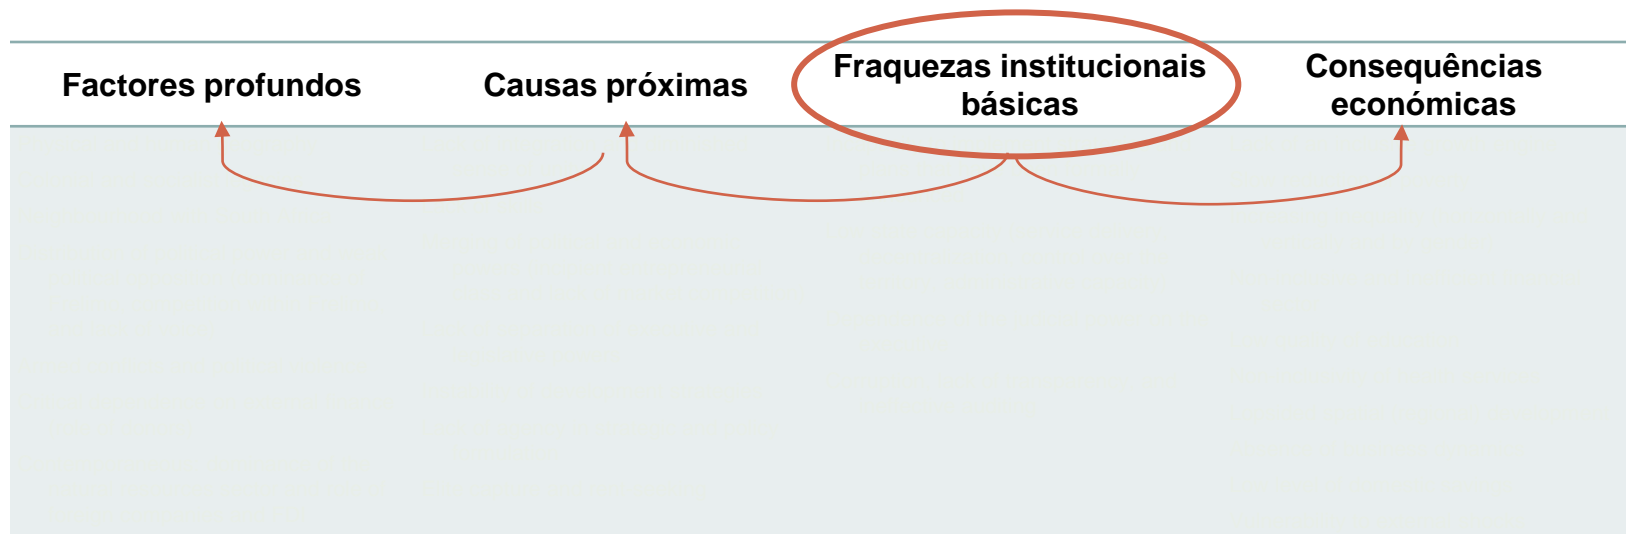 Factores profundos
Causas próximas
Fraquezas institucionais
básicas
Consequências
económicas